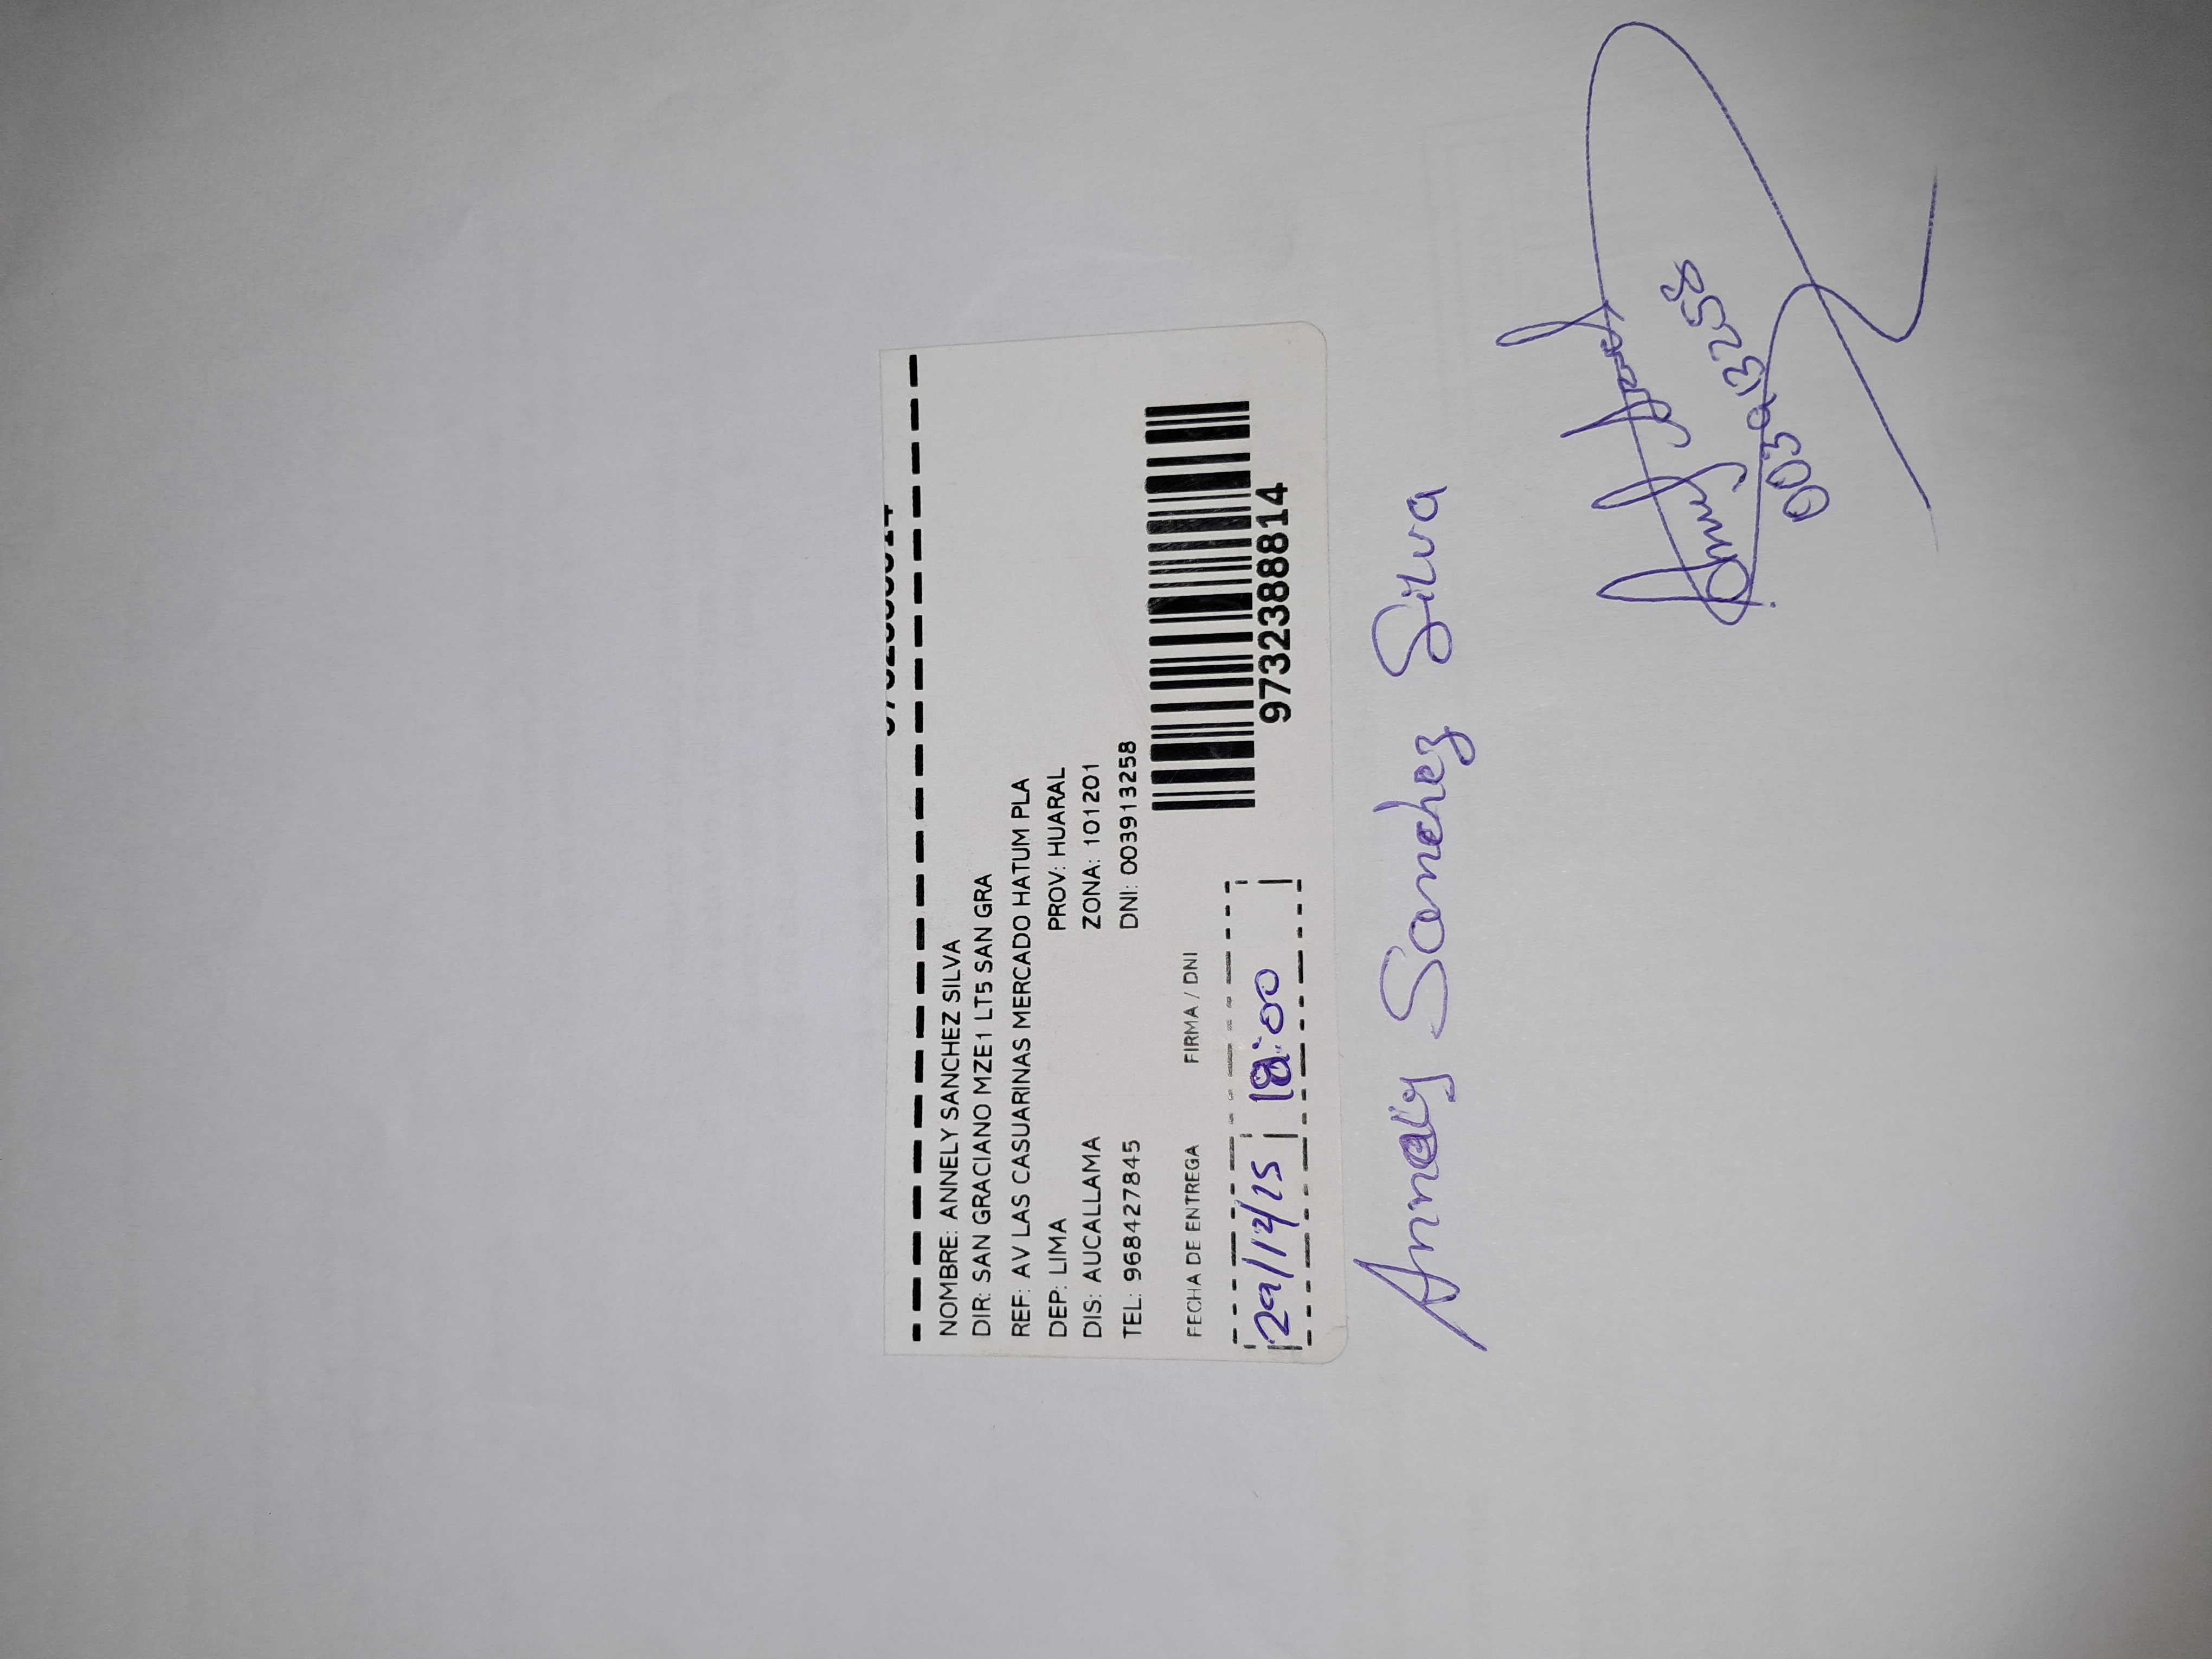 NOMBRE: ANNELY SANCHEZ SILVA
DIR: SAN GRACIANO MZE1 LT5 SAN GRA
REF: AV LAS CASUARINAS MERCADO HATUM PLA
DEP: LIMA PROV: HUARAL
DIS: AUCALLAMA ZONA: 101201
TEL: 968427845 DNI: 003913258
FECHA DE ENTREGA FIRMA / DNI
29/12/25 18:00
9732388814
Annely Sanchez Silva
003913258